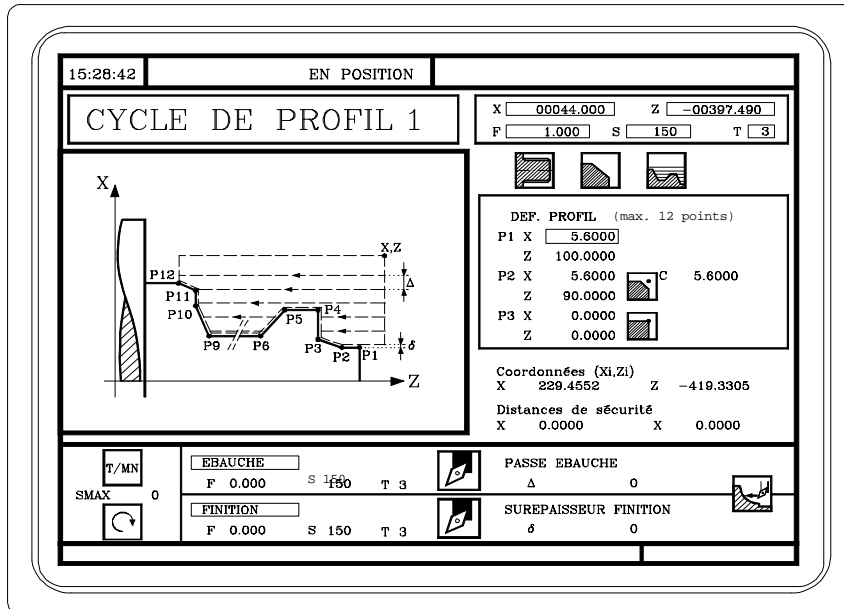 15:28:42 EN POSITION
CYCLE DE PROFIL 1
X 00044.000 Z -00397.490
F 1.000 S 150 T 3
X
X,Z
P12
Δ
P11
P10
P5
P4
P3
P9
P6
P2
P1
δ
Z
DEF. PROFIL (max. 12 points)
P1 X 5.6000
Z 100.0000
P2 X 5.6000 C 5.6000
Z 90.0000
P3 X 0.0000
Z 0.0000
Coordonnées (Xi,Zi)
X 229.4552 Z -419.3305
Distances de sécurité
X 0.0000 X 0.0000
T/MN
SMAX 0
EBAUCHE
F 0.000 S 150 150 T 3
PASSE EBAUCHE
Δ 0
FINITION
F 0.000 S 150 T 3
SUREPAISSEUR FINITION
δ 0